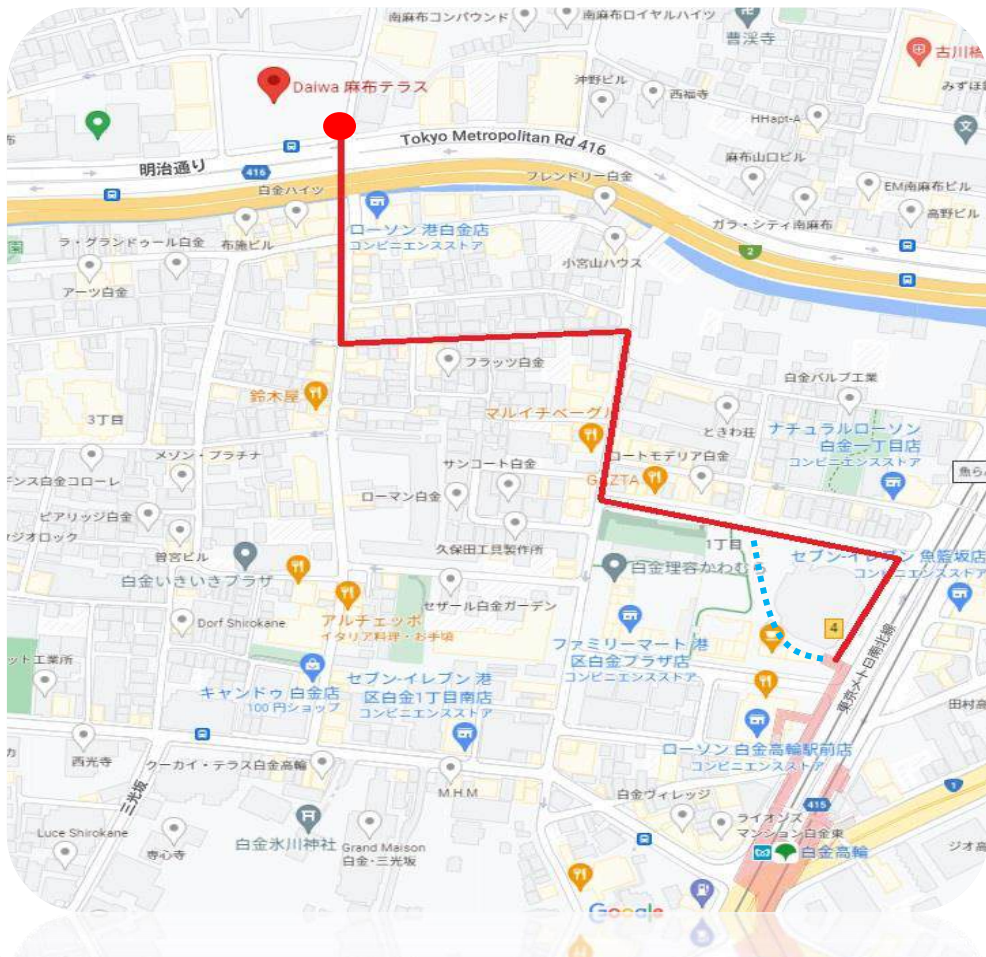 南麻布コンパウンド
南麻布ロイヤルハイツ
曹渓寺
古川橋
Daiwa 麻布テラス
沖野ビル
西福寺
HHapt-A
明治通り
416
Tokyo Metropolitan Rd 416
麻布山口ビル
EM南麻布ビル
高野ビル
白金ハイツ
フレンドリー白金
ガラ・シティ南麻布
ラ・グランドゥール白金
布施ビル
ローソン 港白金店
コンビニエンスストア
小宮山ハウス
2
アーツ白金
フラッツ白金
白金バルブ工業
鈴木屋
マルイチベーグル
ときわ荘
ナチュラルローソン
白金一丁目店
コンビニエンスストア
3丁目
メゾン・プラチナ
サンコート白金
コートモデリア白金
GAZTA
魚ら
デンス白金コローレ
ローマン白金
ピアリッジ白金
タジオロック
曽宮ビル
久保田工具製作所
1丁目
セブン-イレブン 魚籃坂店
コンビニエンスストア
白金いきいきプラザ
白金理容かわむら
セザール白金ガーデン
Dorf Shirokane
アルチェッポ
イタリア料理・お手頃
4
ファミリーマート 港
区白金プラザ店
コンビニエンスストア
東京メトロ南北線
ット工業所
キャンドゥ 白金店
100 円ショップ
セブン-イレブン 港
区白金1丁目南店
コンビニエンスストア
田村高
ローソン 白金高輪駅前店
コンビニエンスストア
西光寺
クーカイ・テラス白金高輪
三光坂
M.H.M
白金ヴィレッジ
415
1
Luce Shirokane
専心寺
白金氷川神社
Grand Maison
白金・三光坂
ライオンズ
マンション白金東
白金高輪
ジオ高
Google